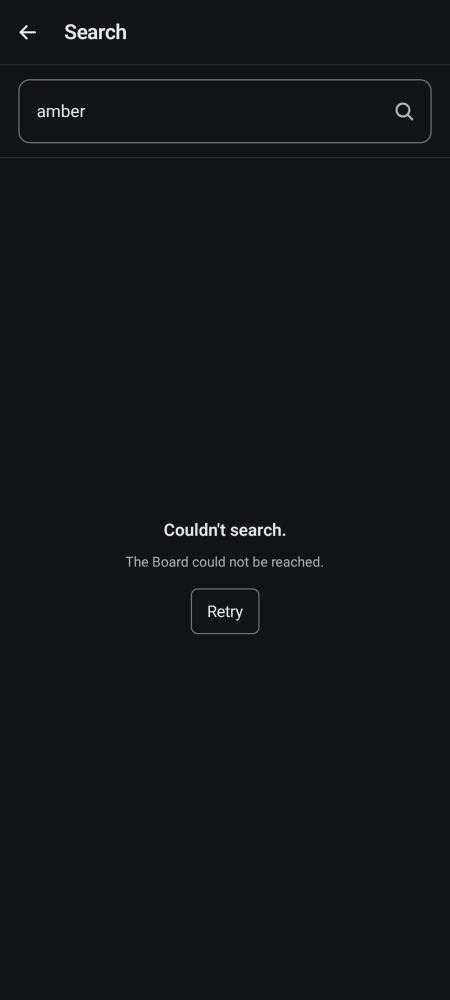 Search
amber
Couldn't search.
The Board could not be reached.
Retry